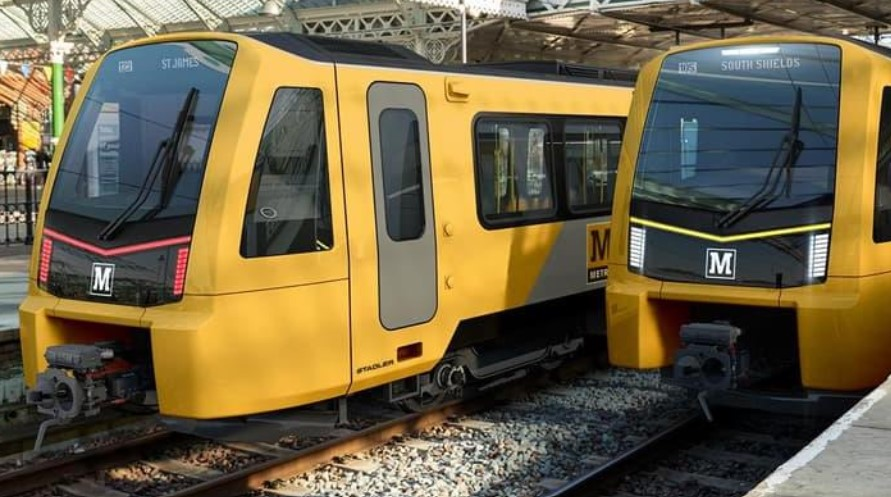 ST JAMES
M
STADLER
M
METR
SOUTH SHIELDS
M